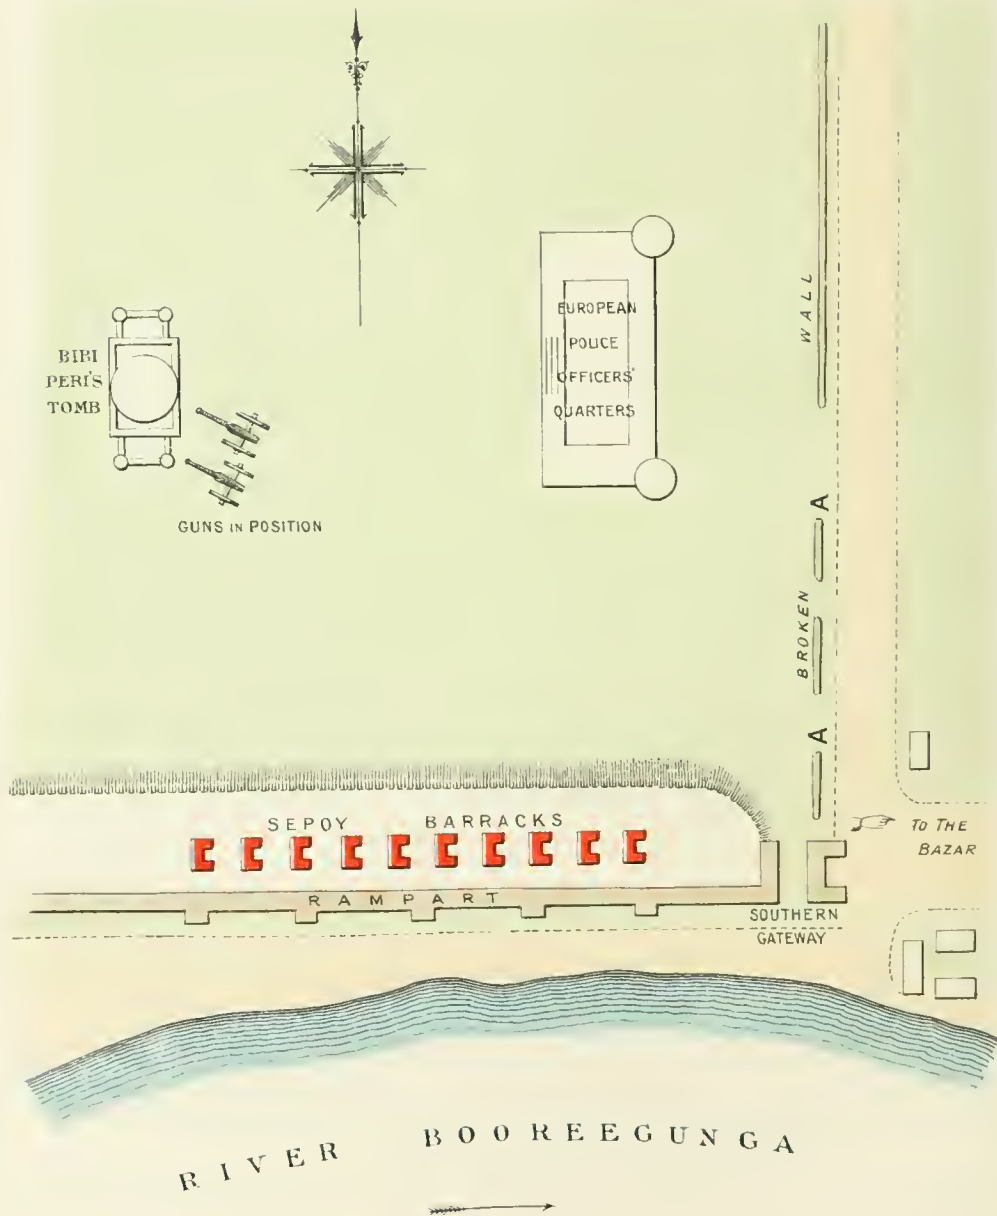 BIBI
PERI'S
TOMB
EUROPEAN
POLICE
OFFICERS'
QUARTERS
WALL
GUNS IN POSITION
A
BROKEN
A
SEPOY BARRACKS
TO THE
BAZAR
RAMPART
SOUTHERN
GATEWAY
RIVER BOOREEGUNGA